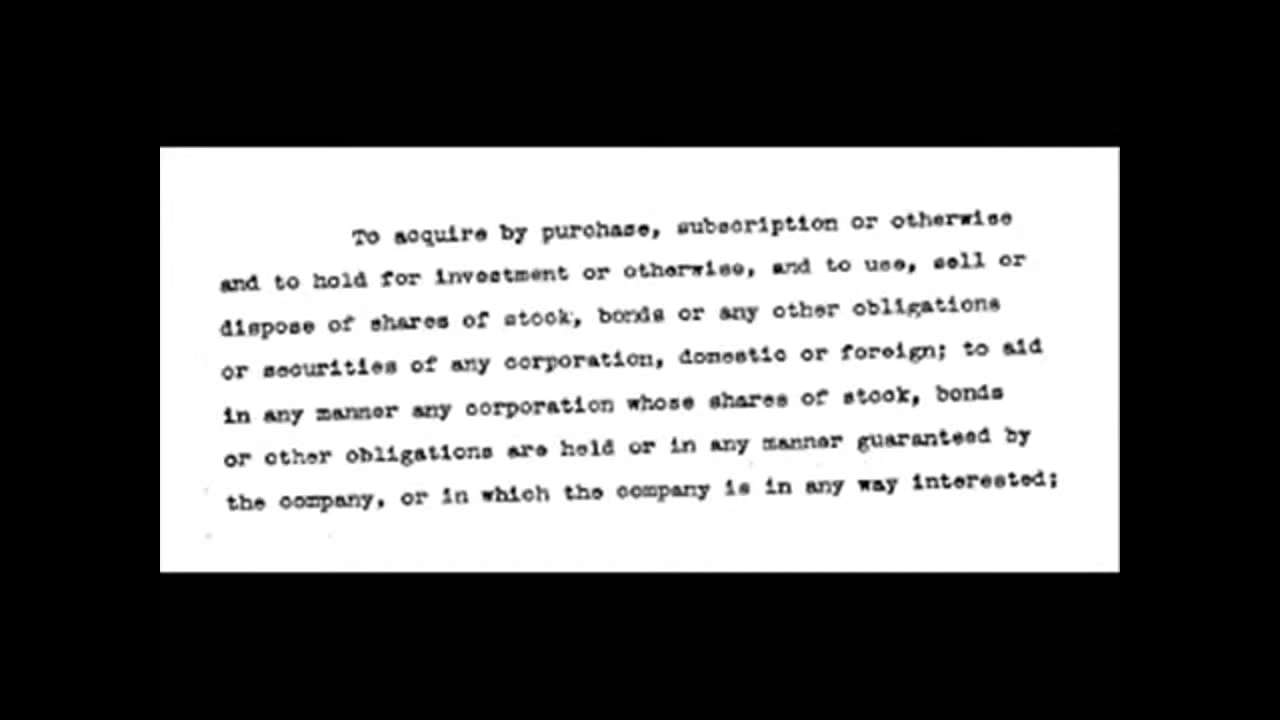 To acquire by purchase, subscription or otherwise
and to hold for investment or otherwise, and to use, sell or
dispose of shares of stock, bonds or any other obligations
or securities of any corporation, domestic or foreign; to aid
in any manner any corporation whose shares of stock, bonds
or other obligations are held or in any manner guaranteed by
the company, or in which the company is in any way interested;